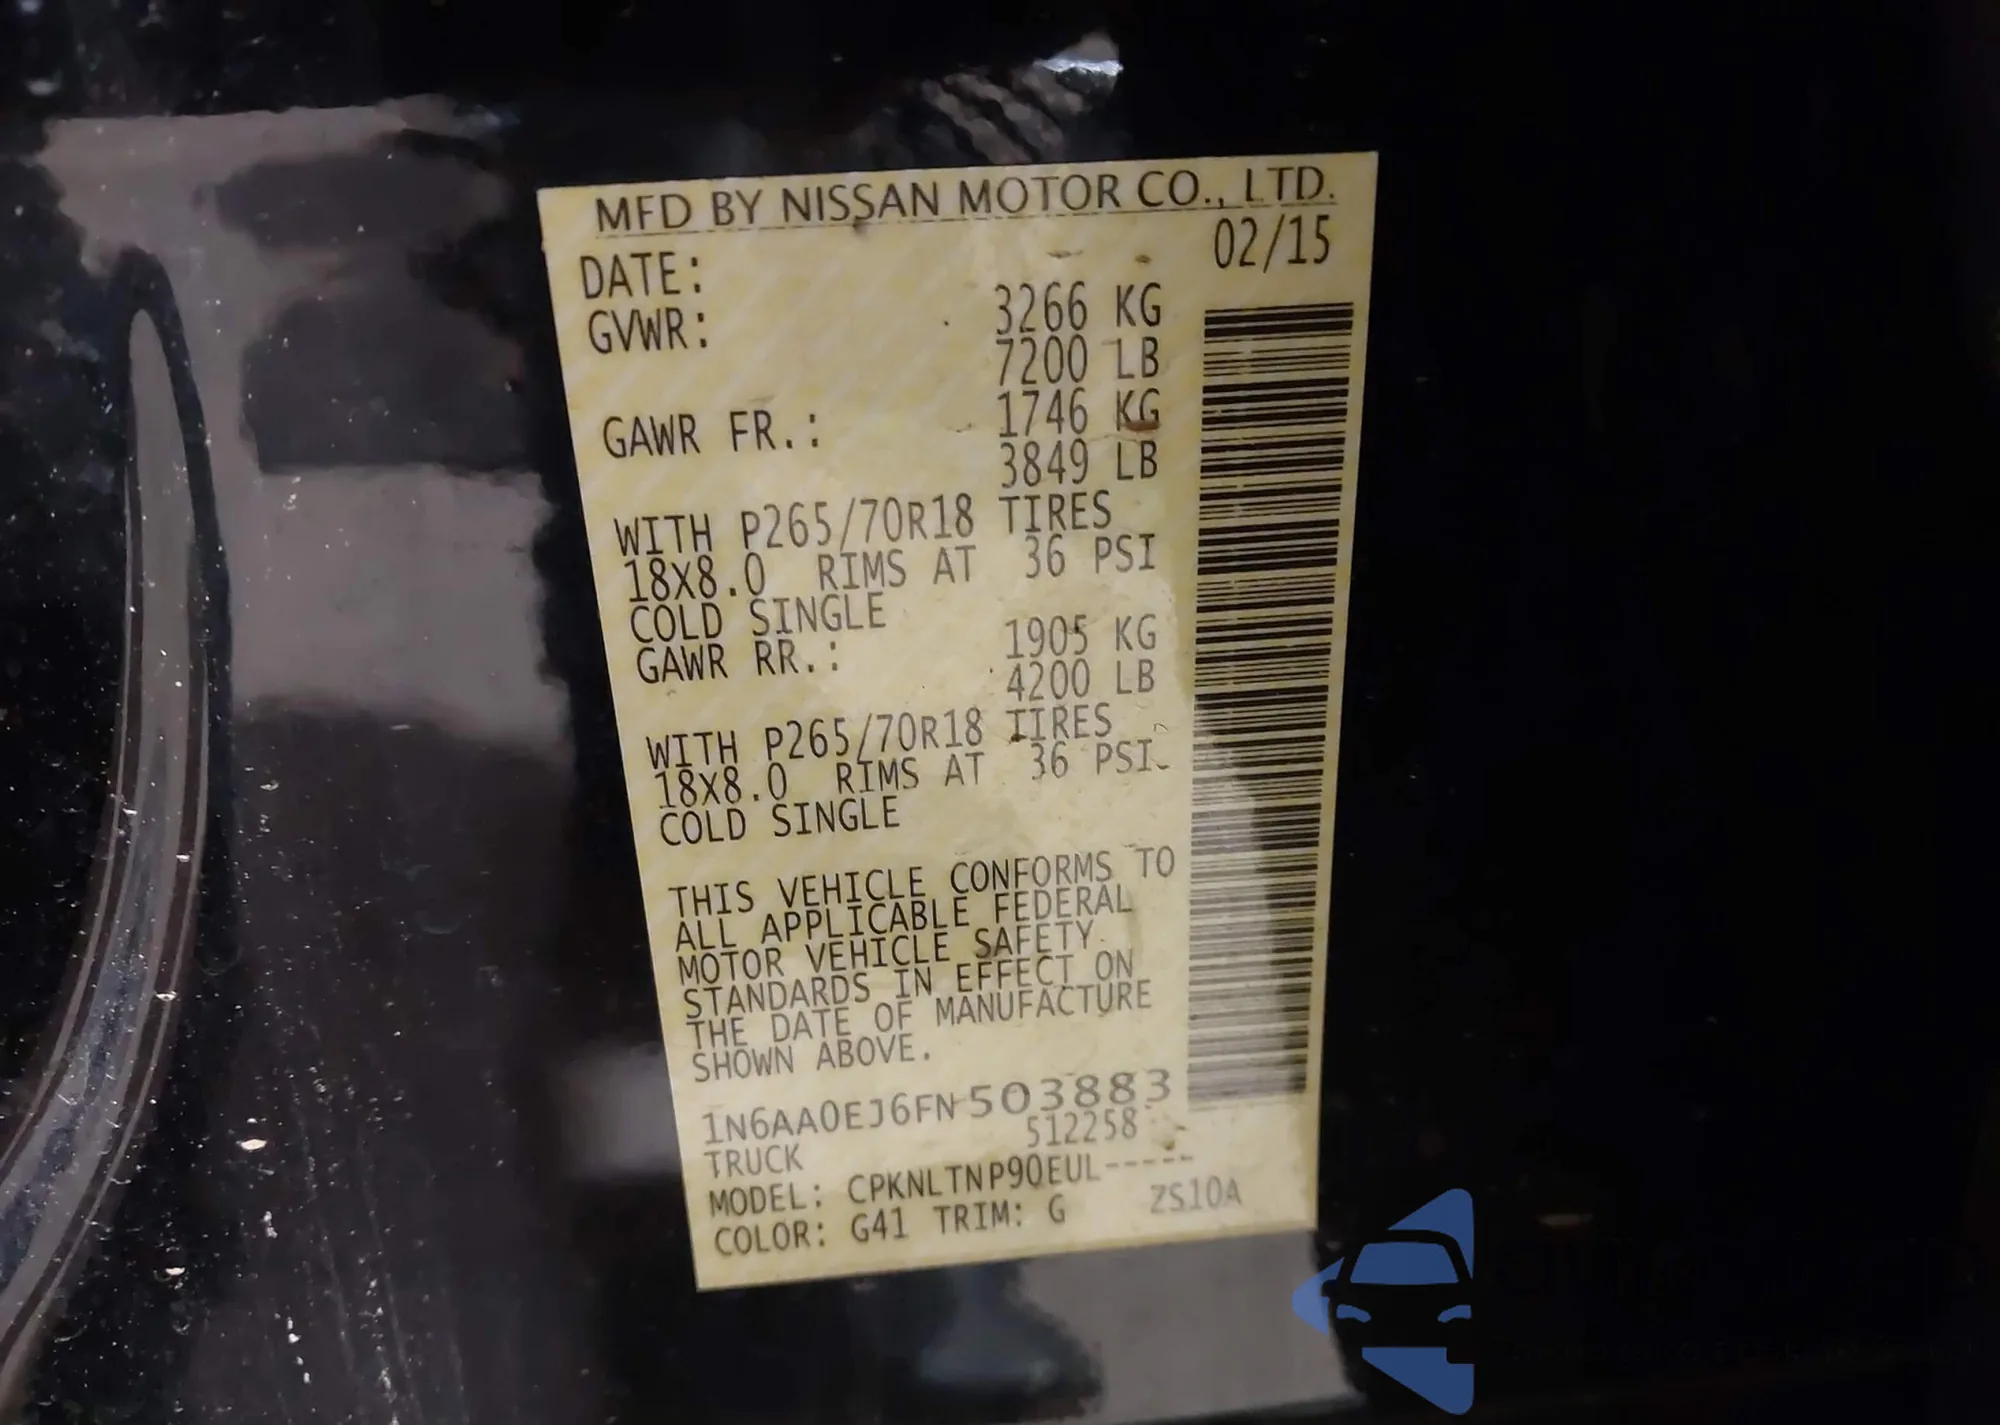 MFD BY NISSAN MOTOR CO., LTD.
DATE: 02/15
GVWR: 3266 KG
7200 LB
GAWR FR.: 1746 KG
3849 LB
WITH P265/70R18 TIRES
18X8.0 RIMS AT 36 PSI
COLD SINGLE
GAWR RR.: 1905 KG
4200 LB
WITH P265/70R18 TIRES
18X8.0 RIMS AT 36 PSI
COLD SINGLE
THIS VEHICLE CONFORMS TO
ALL APPLICABLE FEDERAL
MOTOR VEHICLE SAFETY
STANDARDS IN EFFECT ON
THE DATE OF MANUFACTURE
SHOWN ABOVE.
1N6AA0EJ6FN503883
512258
TRUCK
MODEL: CPKNLTNP90EUL-----
COLOR: G41 TRIM: G ZS10A